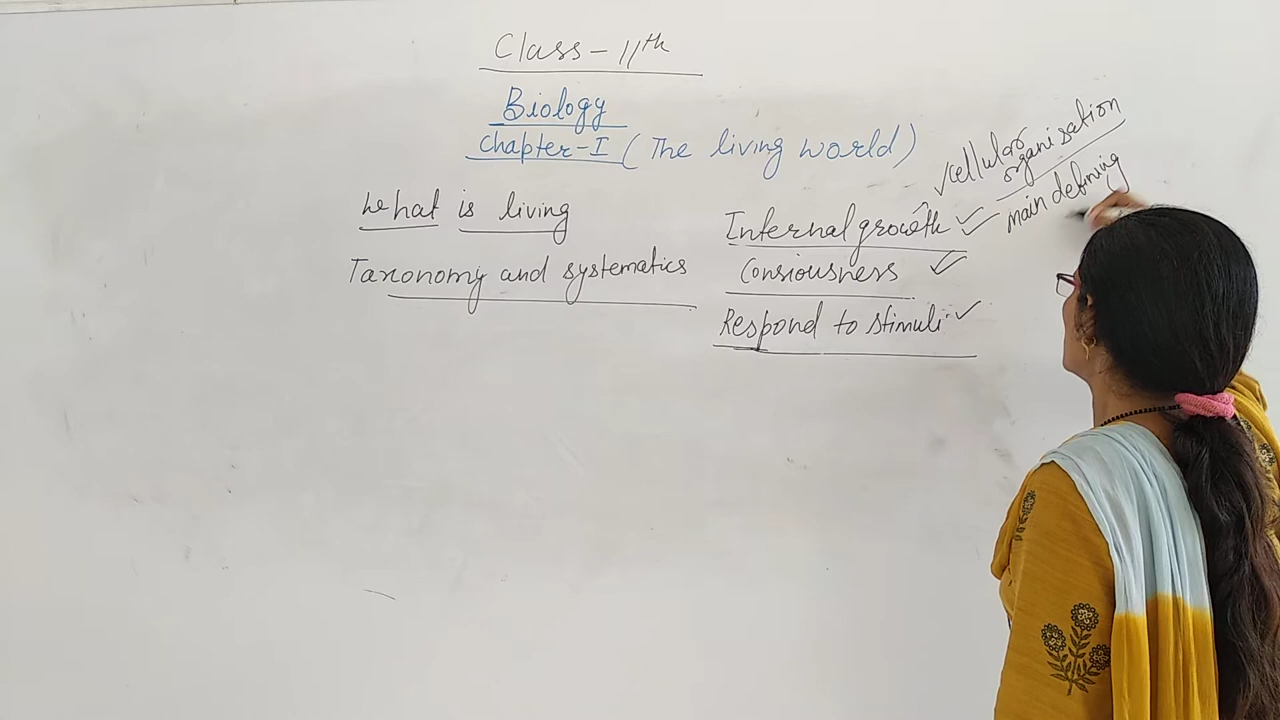 Class - 11th
Biology
Chapter-I (The living world)
What is living
Taxonomy and systematics
Internal growth
Consiousness
Respond to stimuli
cellular
organisation
main defining